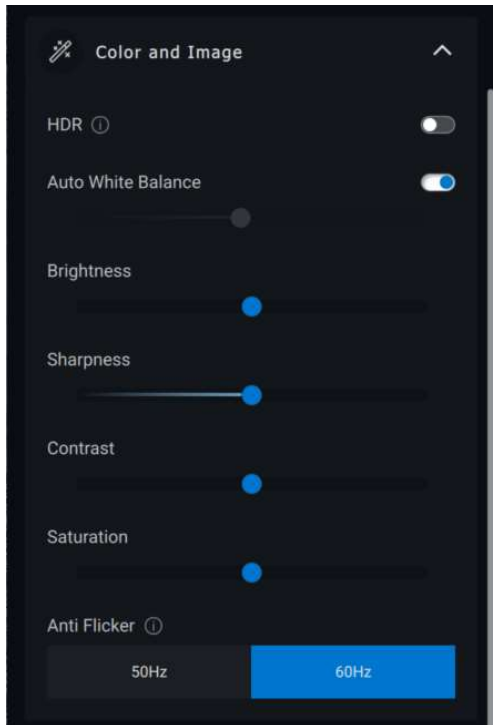 Color and Image
HDR
Auto White Balance
Brightness
Sharpness
Contrast
Saturation
Anti Flicker
50Hz 60Hz